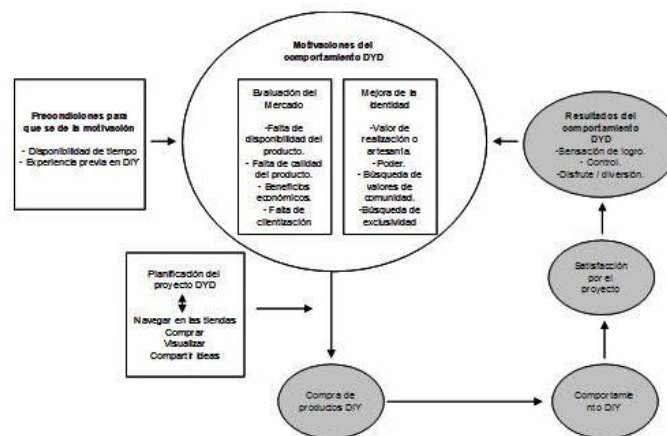 Motivaciones del
comportamiento DYD
Precondiciones para
que se de la motivación
- Disponibilidad de tiempo
- Experiencia previa en DIY
Evaluación del
Mercado
-Falta de
disponibilidad del
producto.
- Falta de calidad
del producto.
- Beneficios
económicos.
- Falta de
clientización
Mejora de la
Identidad
-Valor de
realización o
artesanía.
-Poder.
- Búsqueda de
valores de
comunidad.
-Búsqueda de
exclusividad
Resultados del
comportamiento
DYD
-Sensación de logro.
- Control.
-Disfrute / diversión.
Planificación del
proyecto DYD
Navegar en las tiendas
Comprar
Visualizar
Compartir ideas
Satisfacción
por el
proyecto
Compra de
productos DIY
Comportamie
nto DIY